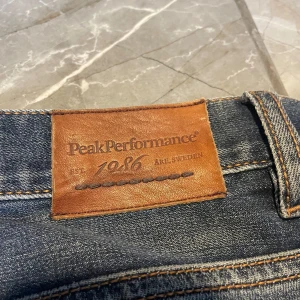 PeakPerformance®
EST. 1986 ÅRE, SWEDEN